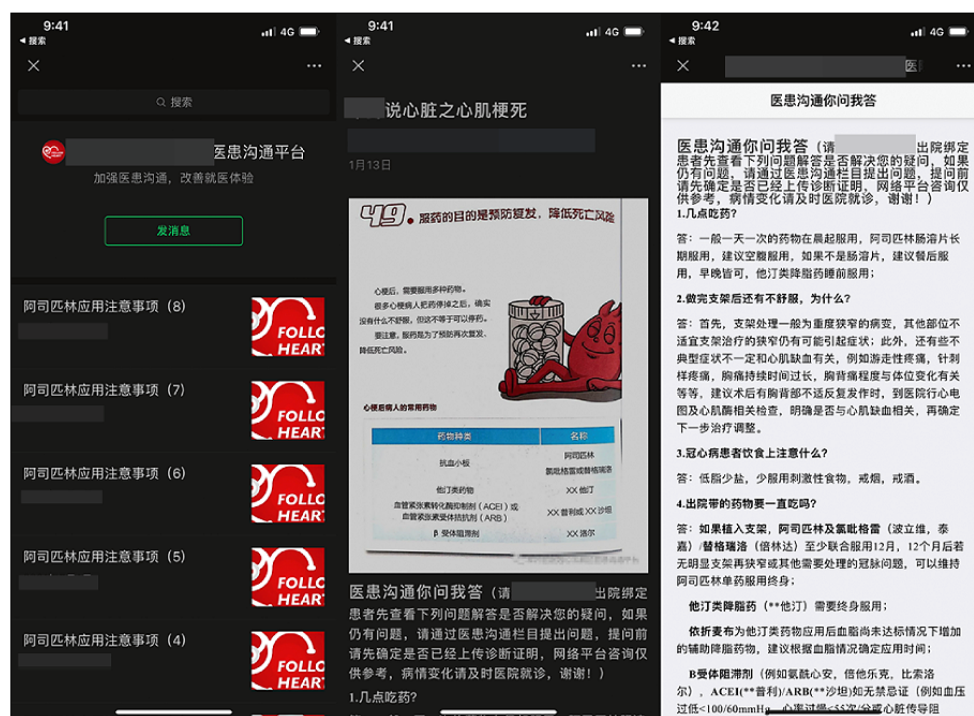 9:41
4G
搜索
搜索
医患沟通平台
加强医患沟通，改善就医体验
发消息
阿司匹林应用注意事项（8）
FOLLO
HEAR
阿司匹林应用注意事项（7）
FOLLO
HEAR
阿司匹林应用注意事项（6）
FOLLO
HEAR
阿司匹林应用注意事项（5）
FOLLO
HEAR
阿司匹林应用注意事项（4）
FOLLO
HEAR
9:41
4G
搜索
说心脏之心肌梗死
1月13日
49. 服药的目的是预防复发、降低死亡风险
心梗后，需要服用多种药物。
很多心梗病人把药停掉之后，确实
没有什么不舒服，但这不等于可以停药。
要注意，服药是为了预防再次复发、
降低死亡风险。
心梗后病人的常用药物
药物种类 名称
抗血小板 阿司匹林
氯吡格雷或替格瑞洛
他汀类药物 XX 他汀
血管紧张素转化酶抑制剂（ACEI）或
血管紧张素受体拮抗剂（ARB） XX 普利或 XX 沙坦
β 受体阻滞剂 XX 洛尔
医患沟通你问我答（请 出院绑定
患者先查看下列问题解答是否解决您的疑问，如果
仍有问题，请通过医患沟通栏目提出问题，提问前
请先确定是否已经上传诊断证明，网络平台咨询仅
供参考，病情变化请及时医院就诊，谢谢！）
1.几点吃药？
9:42
4G
搜索
医
医患沟通你问我答
医患沟通你问我答（请 出院绑定
患者先查看下列问题解答是否解决您的疑问，如果
仍有问题，请通过医患沟通栏目提出问题，提问前
请先确定是否已经上传诊断证明，网络平台咨询仅
供参考，病情变化请及时医院就诊，谢谢！）
1.几点吃药？
答：一般一天一次的药物在晨起服用，阿司匹林肠溶片长
期服用，建议空腹服用，如果不是肠溶片，建议餐后服
用，早晚皆可，他汀类降脂药睡前服用；
2.做完支架后还有不舒服，为什么？
答：首先，支架处理一般为重度狭窄的病变，其他部位不
适宜支架治疗的狭窄仍有可能引起症状；此外，还有些不
典型症状不一定和心肌缺血有关，例如游走性疼痛，针刺
样疼痛，胸痛持续时间过长，胸背痛程度与体位变化有关
等等，建议术后有胸背部不适反复发作时，到医院行心电
图及心肌酶相关检查，明确是否与心肌缺血相关，再确定
下一步治疗调整。
3.冠心病患者饮食上注意什么？
答：低脂少盐，少服用刺激性食物，戒烟，戒酒。
4.出院带的药物要一直吃吗？
答：如果植入支架，阿司匹林及氯吡格雷（波立维，泰
嘉）/替格瑞洛（倍林达）至少联合服用12月，12个月后若
无明显支架再狭窄或其他需要处理的冠脉问题，可以维持
阿司匹林单药服用终身；
他汀类降脂药（**他汀）需要终身服用；
依折麦布为他汀类药物应用后血脂尚未达标情况下增加
的辅助降脂药物，建议根据血脂情况确定应用时间；
B受体阻滞剂（例如氨酰心安，倍他乐克，比索洛
尔），ACEI(**普利)/ARB(**沙坦)如无禁忌证（例如血压
过低<100/60mmHg，心率过慢<55次/分或心脏传导阻